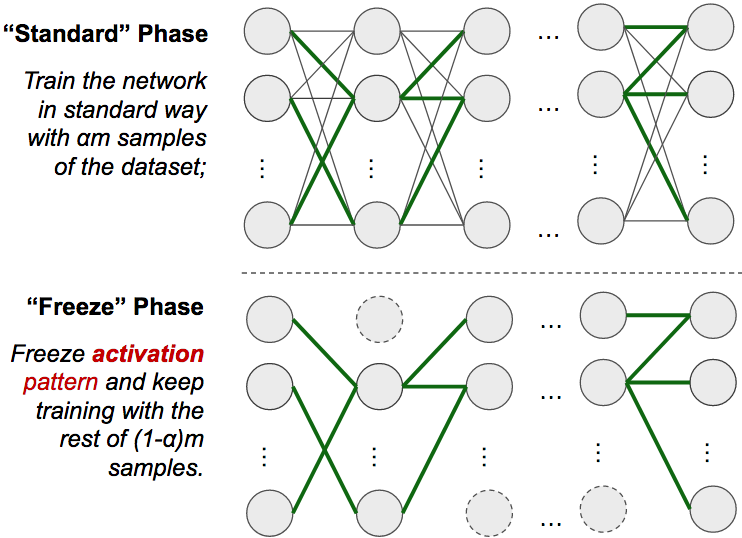 “Standard” Phase
Train the network
in standard way
with αm samples
of the dataset;
...
...
...
“Freeze” Phase
Freeze activation
pattern and keep
training with the
rest of (1-α)m
samples.
...
...
...